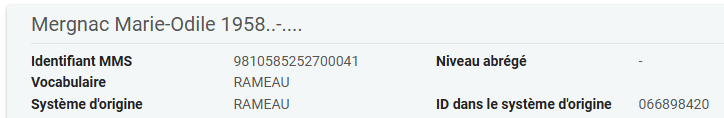 Mergnac Marie-Odile 1958..-....
Identifiant MMS 9810585252700041 Niveau abrégé -
Vocabulaire RAMEAU
Système d'origine RAMEAU ID dans le système d'origine 066898420